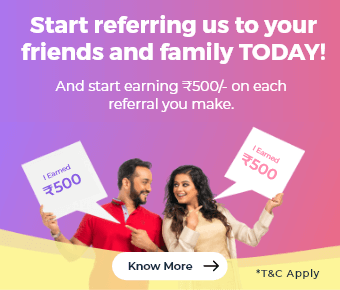 Start referring us to your
friends and family TODAY!
And start earning ₹500/- on each
referral you make.
I Earned
₹500
I Earned
₹500
Know More →
*T&C Apply